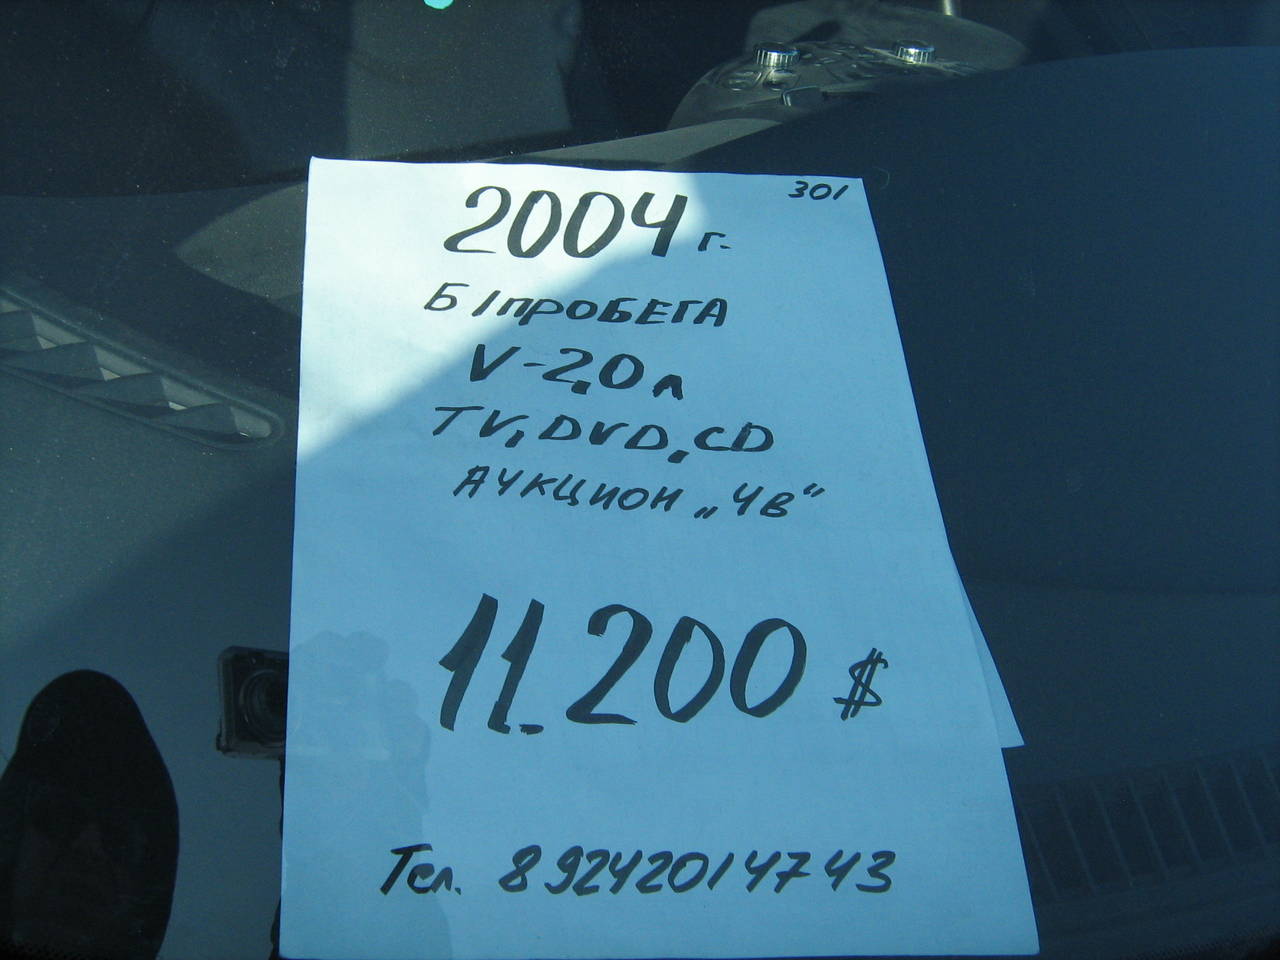 301
2004 г.
Б/ПРОБЕГА
V-2,0 л
TV, DVD, CD
АУКЦИОН „4В“
11.200 $
Тел. 89242014743